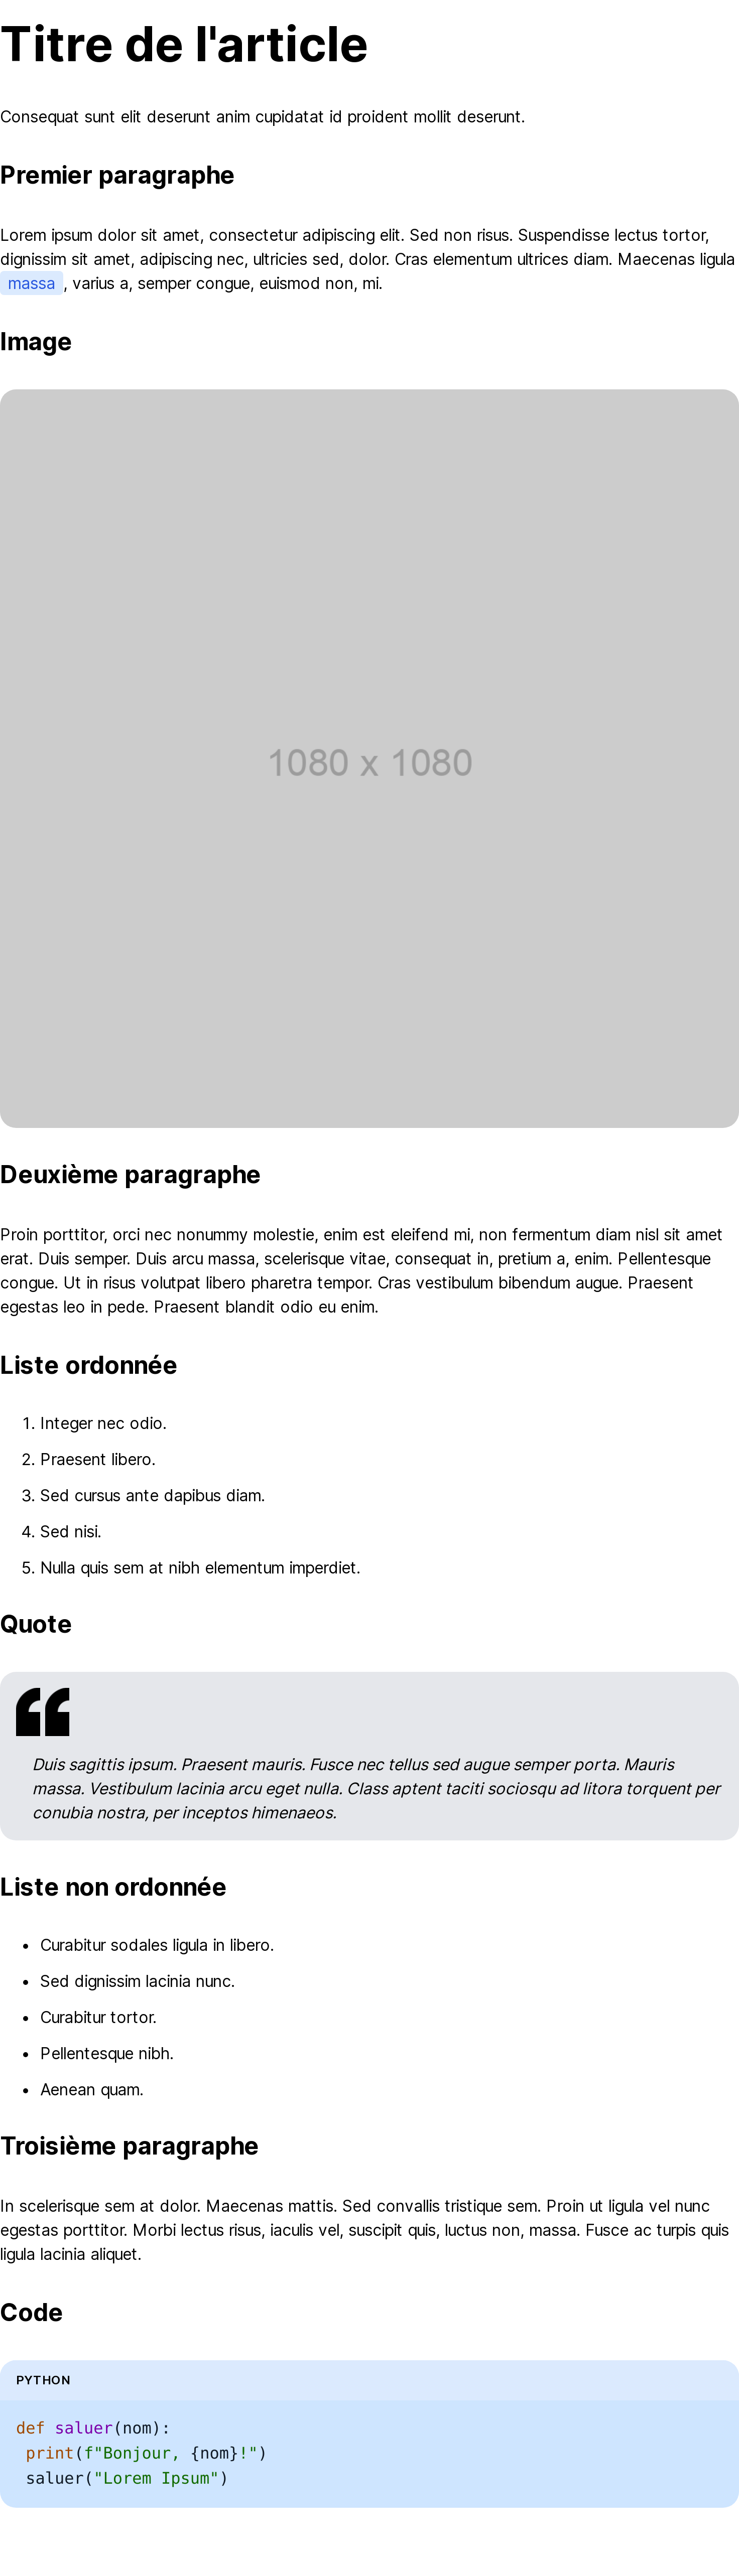 Titre de l'article
Consequat sunt elit deserunt anim cupidatat id proident mollit deserunt.
Premier paragraphe
Lorem ipsum dolor sit amet, consectetur adipiscing elit. Sed non risus. Suspendisse lectus tortor,
dignissim sit amet, adipiscing nec, ultricies sed, dolor. Cras elementum ultrices diam. Maecenas ligula
massa , varius a, semper congue, euismod non, mi.
Image
1080 x 1080
Deuxième paragraphe
Proin porttitor, orci nec nonummy molestie, enim est eleifend mi, non fermentum diam nisl sit amet
erat. Duis semper. Duis arcu massa, scelerisque vitae, consequat in, pretium a, enim. Pellentesque
congue. Ut in risus volutpat libero pharetra tempor. Cras vestibulum bibendum augue. Praesent
egestas leo in pede. Praesent blandit odio eu enim.
Liste ordonnée
1. Integer nec odio.
2. Praesent libero.
3. Sed cursus ante dapibus diam.
4. Sed nisi.
5. Nulla quis sem at nibh elementum imperdiet.
Quote
Duis sagittis ipsum. Praesent mauris. Fusce nec tellus sed augue semper porta. Mauris
massa. Vestibulum lacinia arcu eget nulla. Class aptent taciti sociosqu ad litora torquent per
conubia nostra, per inceptos himenaeos.
Liste non ordonnée
• Curabitur sodales ligula in libero.
• Sed dignissim lacinia nunc.
• Curabitur tortor.
• Pellentesque nibh.
• Aenean quam.
Troisième paragraphe
In scelerisque sem at dolor. Maecenas mattis. Sed convallis tristique sem. Proin ut ligula vel nunc
egestas porttitor. Morbi lectus risus, iaculis vel, suscipit quis, luctus non, massa. Fusce ac turpis quis
ligula lacinia aliquet.
Code
PYTHON
def saluer(nom):
 print(f"Bonjour, {nom}!")
 saluer("Lorem Ipsum")